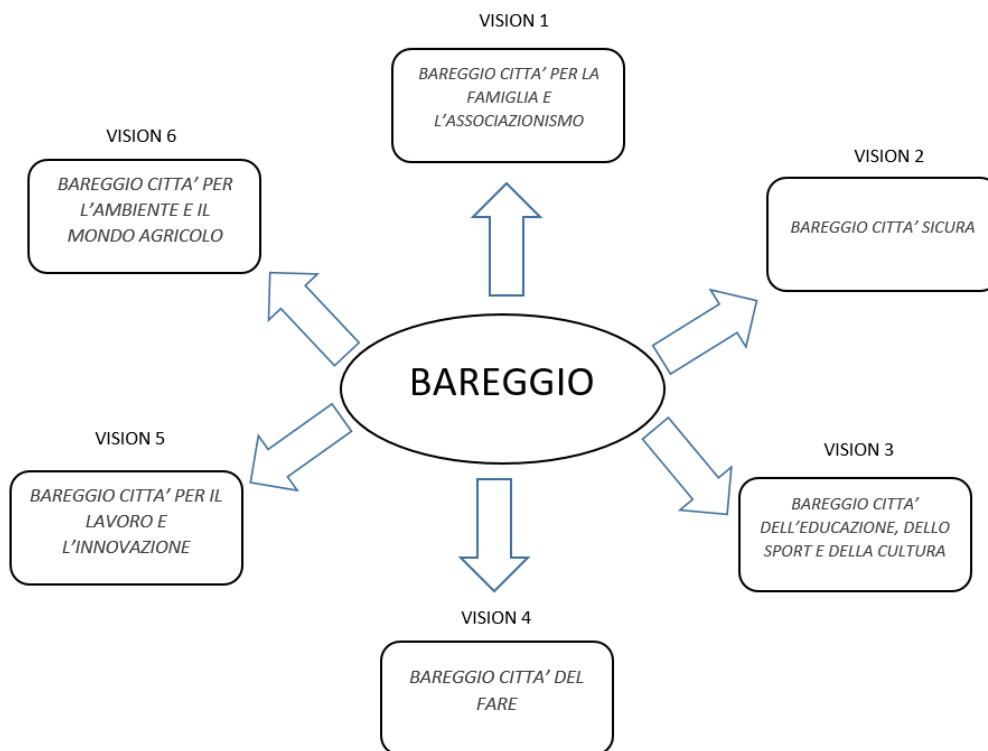 VISION 1
BAREGGIO CITTA’ PER LA
FAMIGLIA E
L’ASSOCIAZIONISMO
VISION 6
BAREGGIO CITTA’ PER
L’AMBIENTE E IL
MONDO AGRICOLO
VISION 2
BAREGGIO CITTA’ SICURA
BAREGGIO
VISION 5
BAREGGIO CITTA’ PER IL
LAVORO E
L’INNOVAZIONE
VISION 3
BAREGGIO CITTA’
DELL’EDUCAZIONE, DELLO
SPORT E DELLA CULTURA
VISION 4
BAREGGIO CITTA’ DEL
FARE